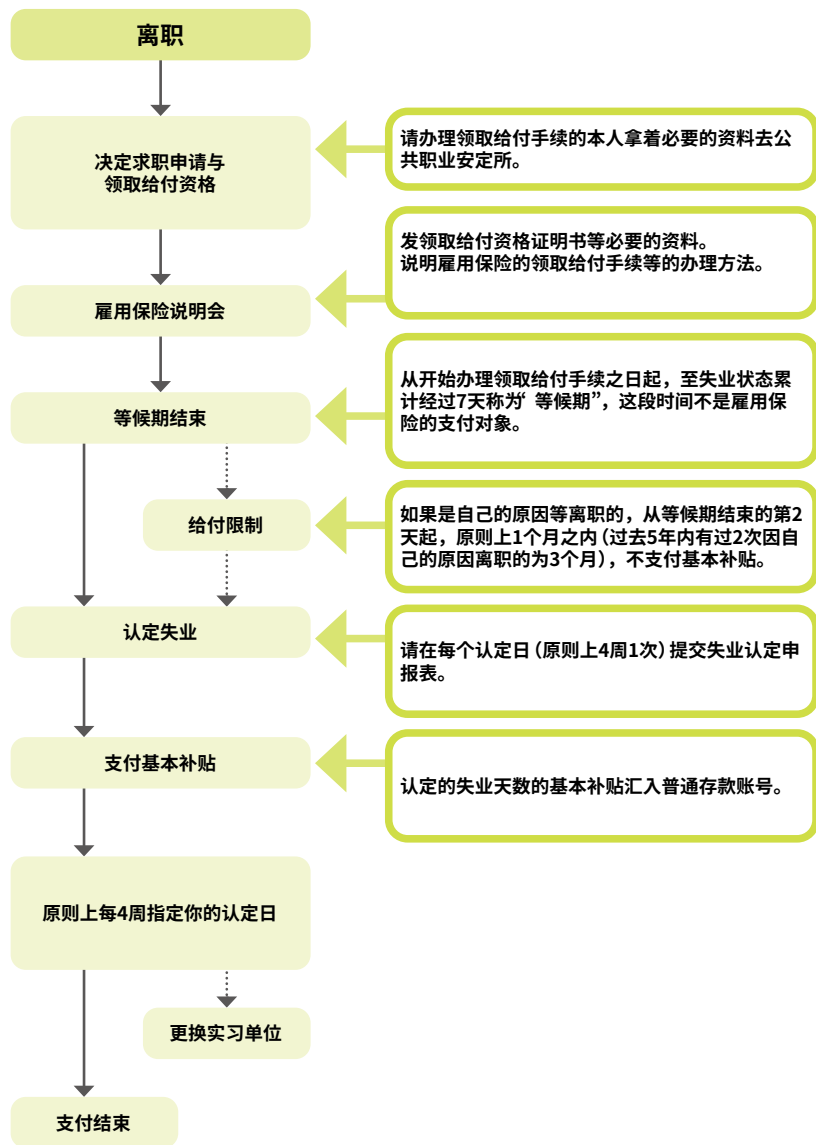 离职
决定求职申请与
领取给付资格
请办理领取给付手续的本人拿着必要的资料去公
共职业安定所。
发领取给付资格证明书等必要的资料。
说明雇用保险的领取给付手续等的办理方法。
雇用保险说明会
从开始办理领取给付手续之日起，至失业状态累
计经过7天称为“等候期”，这段时间不是雇用保
险的支付对象。
等候期结束
给付限制
如果是自己的原因等离职的，从等候期结束的第2
天起，原则上1个月之内（过去5年内有过2次因自
己的原因离职的为3个月），不支付基本补贴。
认定失业
请在每个认定日（原则上4周1次）提交失业认定申
报表。
支付基本补贴
认定的失业天数的基本补贴汇入普通存款账号。
原则上每4周指定你的认定日
更换实习单位
支付结束